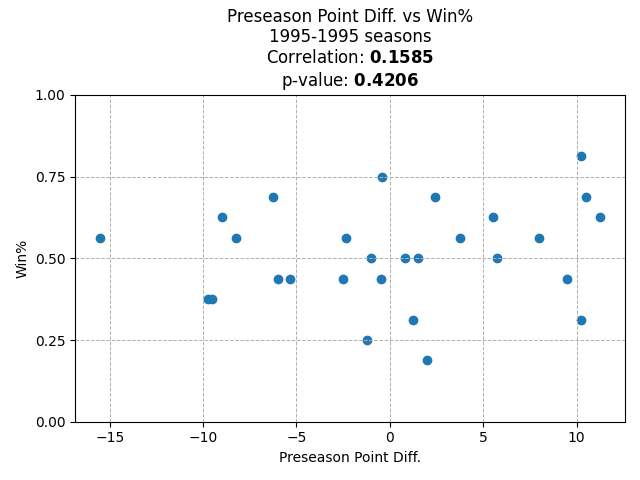 Preseason Point Diff. vs Win%
1995-1995 seasons
Correlation: 0.1585
p-value: 0.4206
1.00
0.75
0.50
0.25
0.00
Win%
−15
−10
−5
0
5
10
Preseason Point Diff.